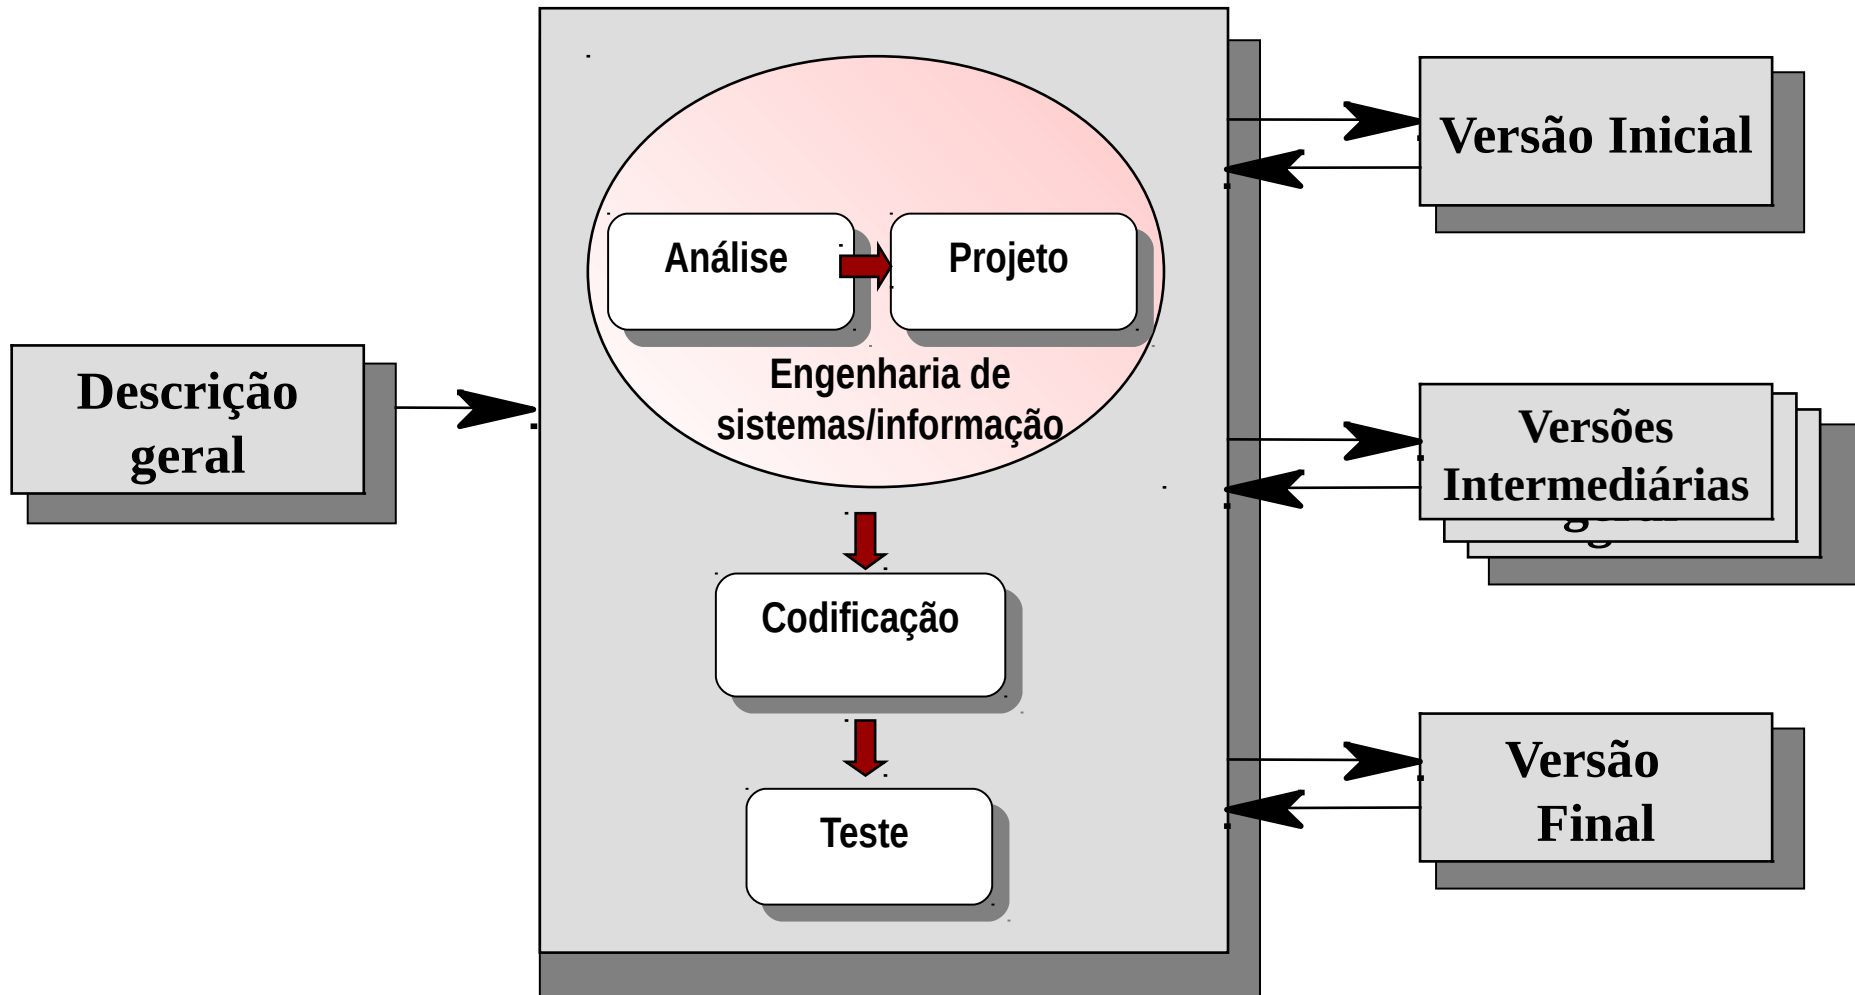 Descrição
geral
Análise
Projeto
Engenharia de
sistemas/informação
Codificação
Teste
Versão Inicial
Versões
Intermediárias
Versão
Final